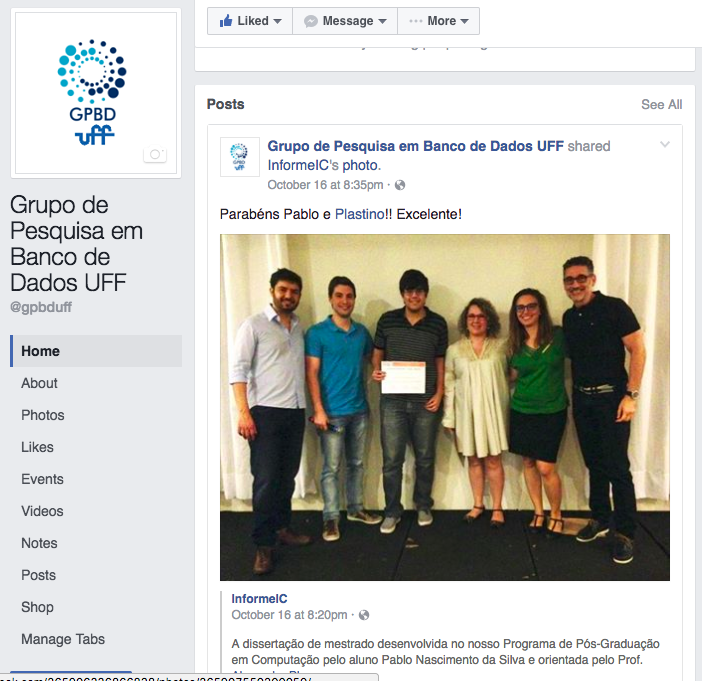 Liked
Message
More
GPBD
uff
Grupo de
Pesquisa em
Banco de
Dados UFF
@gpbduff
Home
About
Photos
Likes
Events
Videos
Notes
Posts
Shop
Manage Tabs
Posts
See All
GPBD
uff
Grupo de Pesquisa em Banco de Dados UFF shared
InformeIC's photo.
October 16 at 8:35pm ·
Parabéns Pablo e Plastino!! Excelente!
InformeIC
October 16 at 8:20pm ·
A dissertação de mestrado desenvolvida no nosso Programa de Pós-Graduação
em Computação pelo aluno Pablo Nascimento da Silva e orientada pelo Prof.